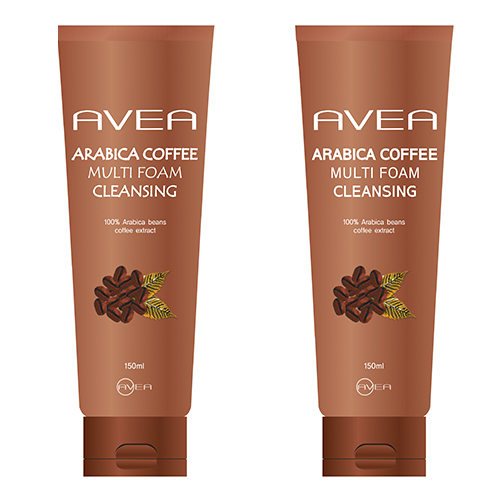 AVEA
ARABICA COFFEE
MULTI FOAM
CLEANSING
100% Arabica beans
coffee extract
150ml
AVEA
AVEA
ARABICA COFFEE
MULTI FOAM
CLEANSING
100% Arabica beans
coffee extract
150ml
AVEA